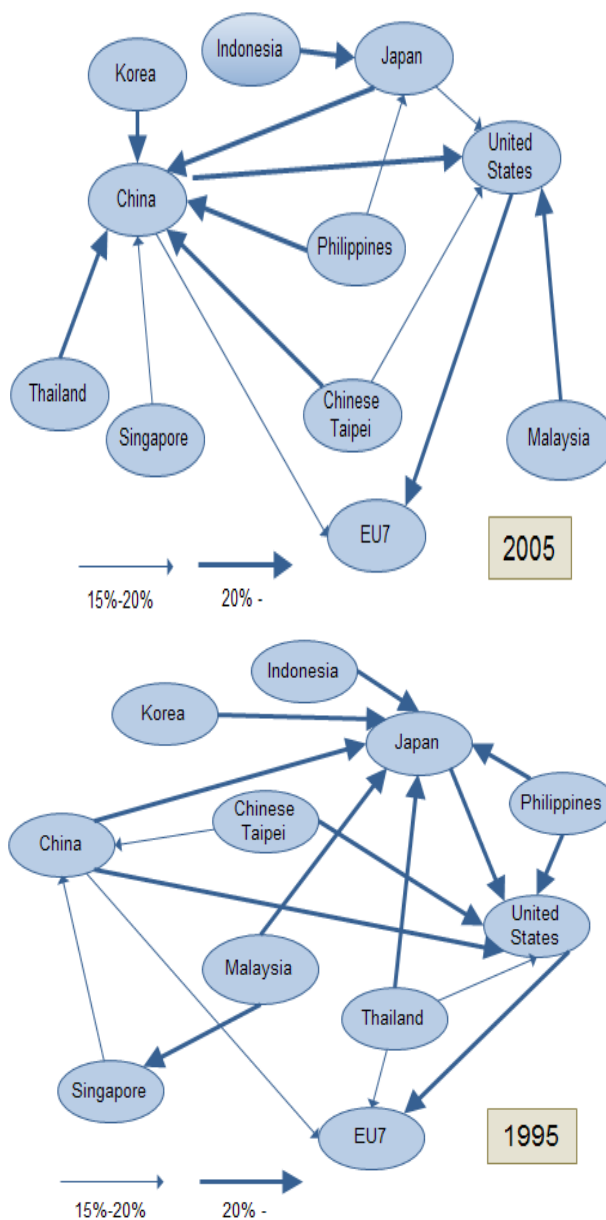 Indonesia
Japan
Korea
United
States
China
Philippines
Thailand
Chinese
Taipei
Singapore
Malaysia
EU7
2005
15%-20%
20% -
Indonesia
Korea
Japan
Philippines
Chinese
Taipei
China
United
States
Malaysia
Thailand
Singapore
EU7
1995
15%-20%
20% -